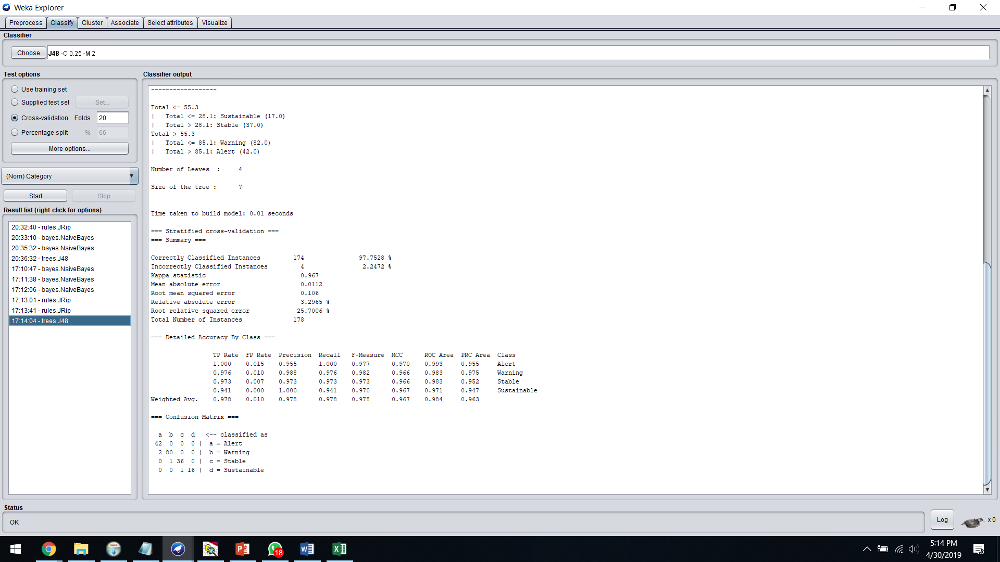 Weka Explorer
Preprocess Classify Cluster Associate Select attributes Visualize
Classifier
Choose J48 -C 0.25 -M 2
Test options
Use training set
Supplied test set Set...
Cross-validation Folds 20
Percentage split % 66
More options...
(Nom) Category
Start Stop
Result list (right-click for options)
20:32:40 - rules.JRip
20:33:10 - bayes.NaiveBayes
20:35:32 - bayes.NaiveBayes
20:36:32 - trees.J48
17:10:47 - bayes.NaiveBayes
17:11:38 - bayes.NaiveBayes
17:12:06 - bayes.NaiveBayes
17:13:01 - rules.JRip
17:13:41 - rules.JRip
17:14:04 - trees.J48
Classifier output
------------------
Total <= 55.3
|   Total <= 28.1: Sustainable (17.0)
|   Total > 28.1: Stable (37.0)
Total > 55.3
|   Total <= 85.1: Warning (82.0)
|   Total > 85.1: Alert (42.0)
Number of Leaves  :     4
Size of the tree :      7
Time taken to build model: 0.01 seconds
=== Stratified cross-validation ===
=== Summary ===
Correctly Classified Instances         174               97.7528 %
Incorrectly Classified Instances         4                2.2472 %
Kappa statistic                          0.967
Mean absolute error                      0.0112
Root mean squared error                  0.106
Relative absolute error                  3.2965 %
Root relative squared error             25.7006 %
Total Number of Instances              178
=== Detailed Accuracy By Class ===
TP Rate  FP Rate  Precision  Recall   F-Measure  MCC      ROC Area  PRC Area  Class
1.000    0.015    0.955      1.000    0.977      0.970    0.993     0.955     Alert
0.976    0.010    0.988      0.976    0.982      0.966    0.983     0.975     Warning
0.973    0.007    0.973      0.973    0.973      0.966    0.983     0.952     Stable
0.941    0.000    1.000      0.941    0.970      0.967    0.971     0.947     Sustainable
Weighted Avg.    0.978    0.010    0.978      0.978    0.978      0.967    0.984     0.963
=== Confusion Matrix ===
a  b  c  d   <-- classified as
42  0  0  0 |  a = Alert
2 80  0  0 |  b = Warning
0  1 36  0 |  c = Stable
0  0  1 16 |  d = Sustainable
Status
OK
Log
x 0
18
5:14 PM
4/30/2019